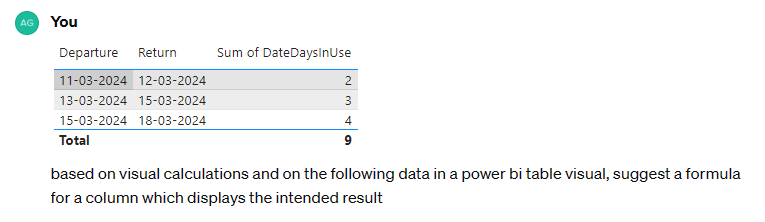 AG You
Departure Return Sum of DateDaysInUse
11-03-2024 12-03-2024 2
13-03-2024 15-03-2024 3
15-03-2024 18-03-2024 4
Total 9
based on visual calculations and on the following data in a power bi table visual, suggest a formula
for a column which displays the intended result